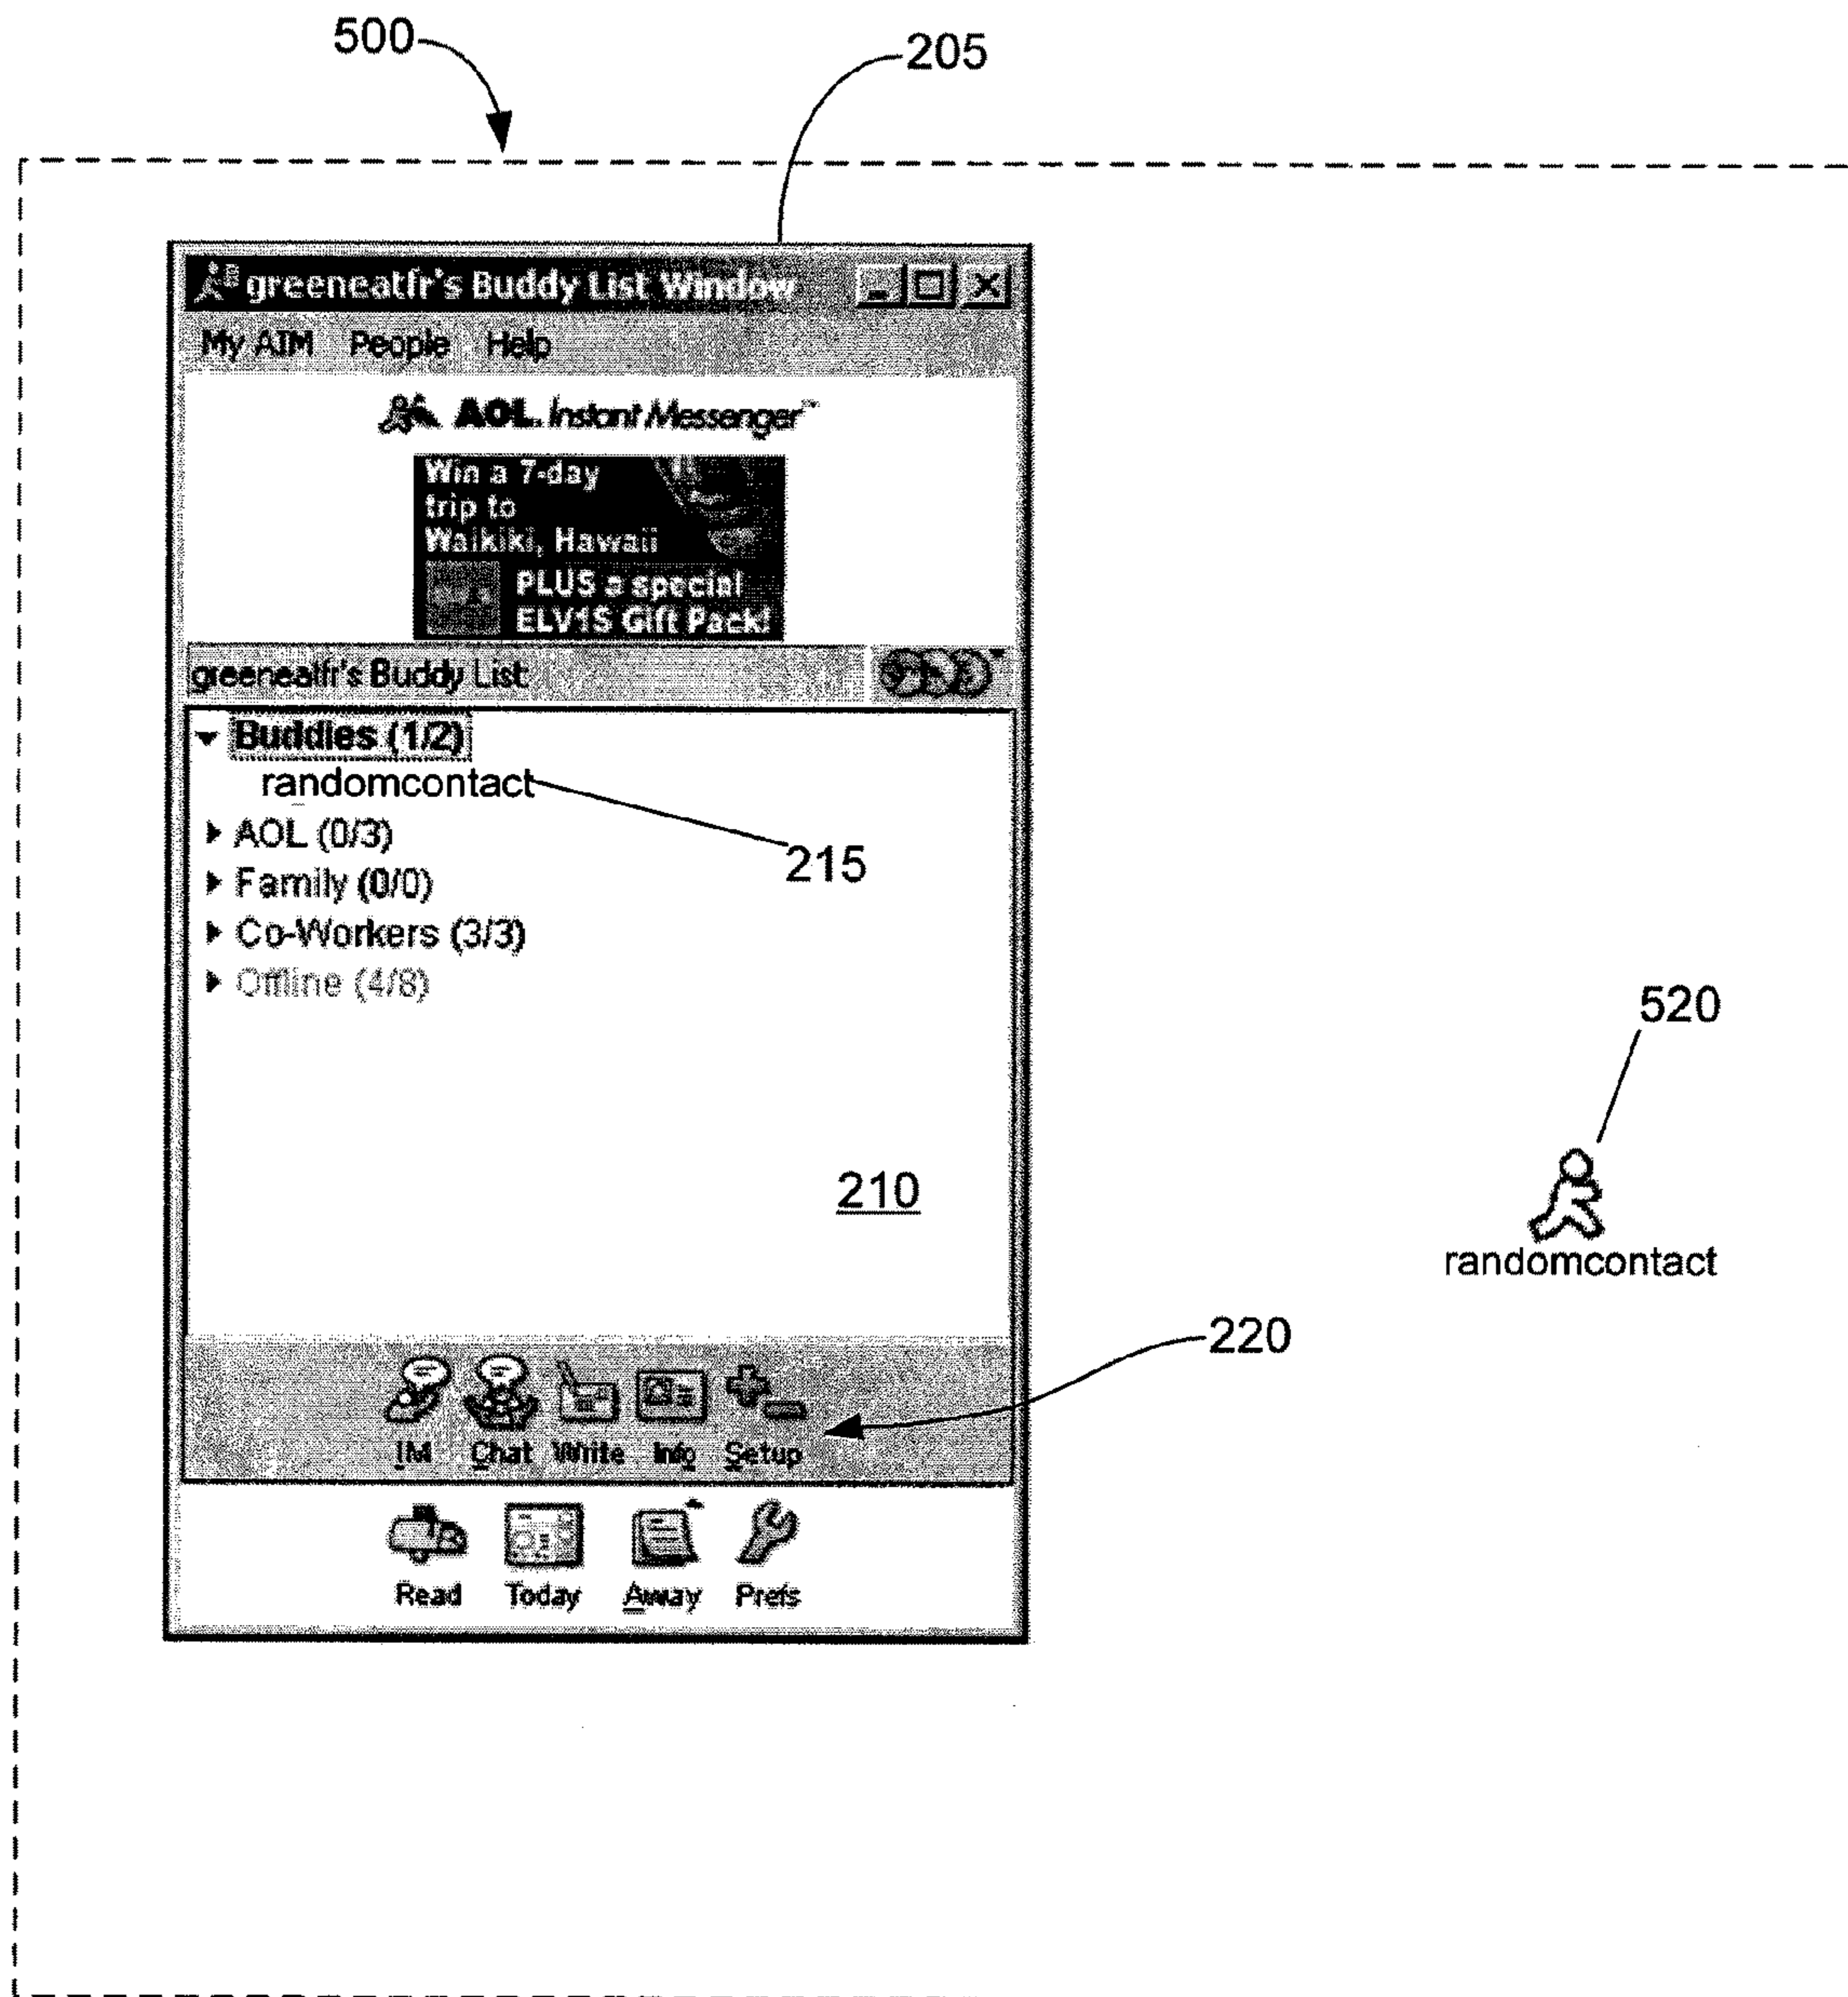 500
205
greeneatfr's Buddy List Window
My AIM People Help
AOL Instant Messenger™
Win a 7-day
trip to
Waikiki, Hawaii
PLUS a special
ELV1S Gift Pack!
greeneatfr's Buddy List
Buddies (1/2)
randomcontact
AOL (0/3)
215
Family (0/0)
Co-Workers (3/3)
Offline (4/8)
520
210
randomcontact
220
IM Chat Write Info Setup
Read Today Away Prefs